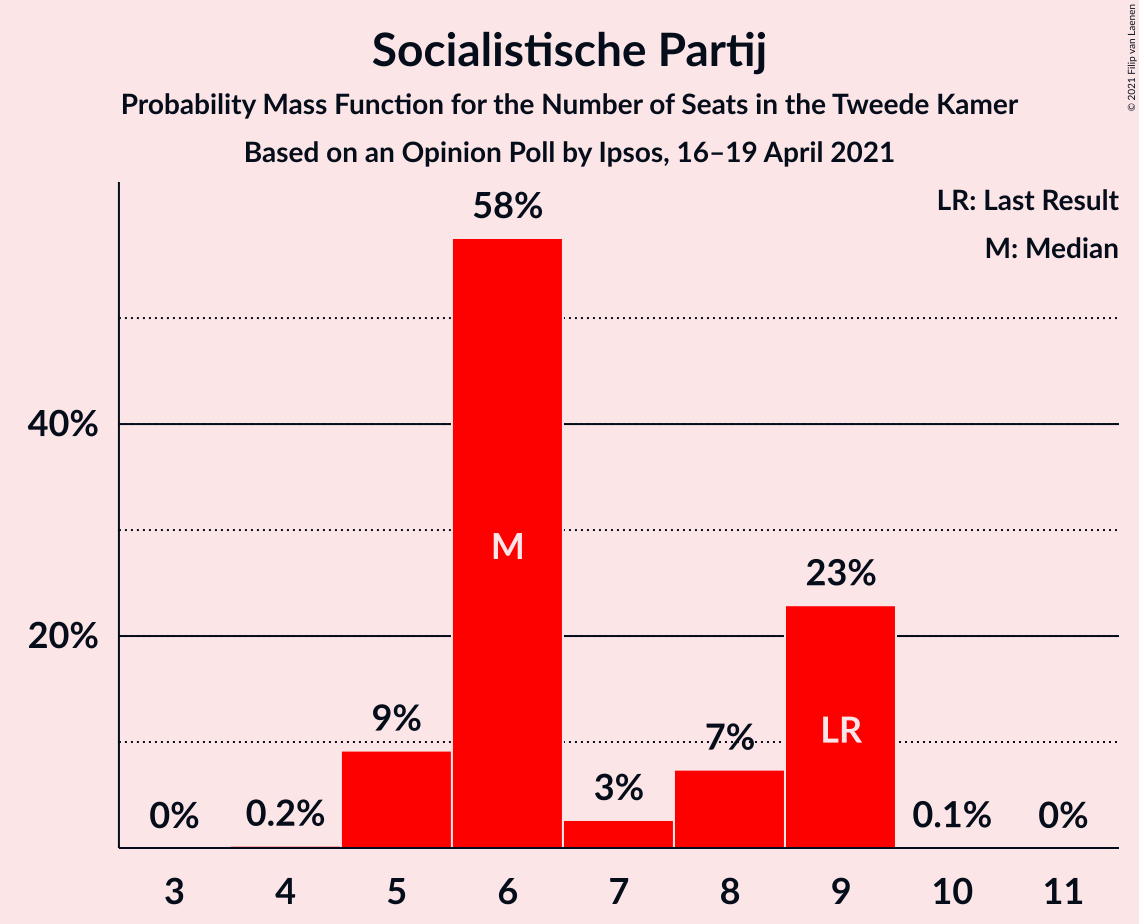 Socialistische Partij
Probability Mass Function for the Number of Seats in the Tweede Kamer
Based on an Opinion Poll by Ipsos, 16–19 April 2021
© 2021 Filip van Laenen
LR: Last Result
M: Median
58%
40%
M
23%
20%
9%
7%
LR
3%
0%
0.2%
0.1%
0%
3 4 5 6 7 8 9 10 11